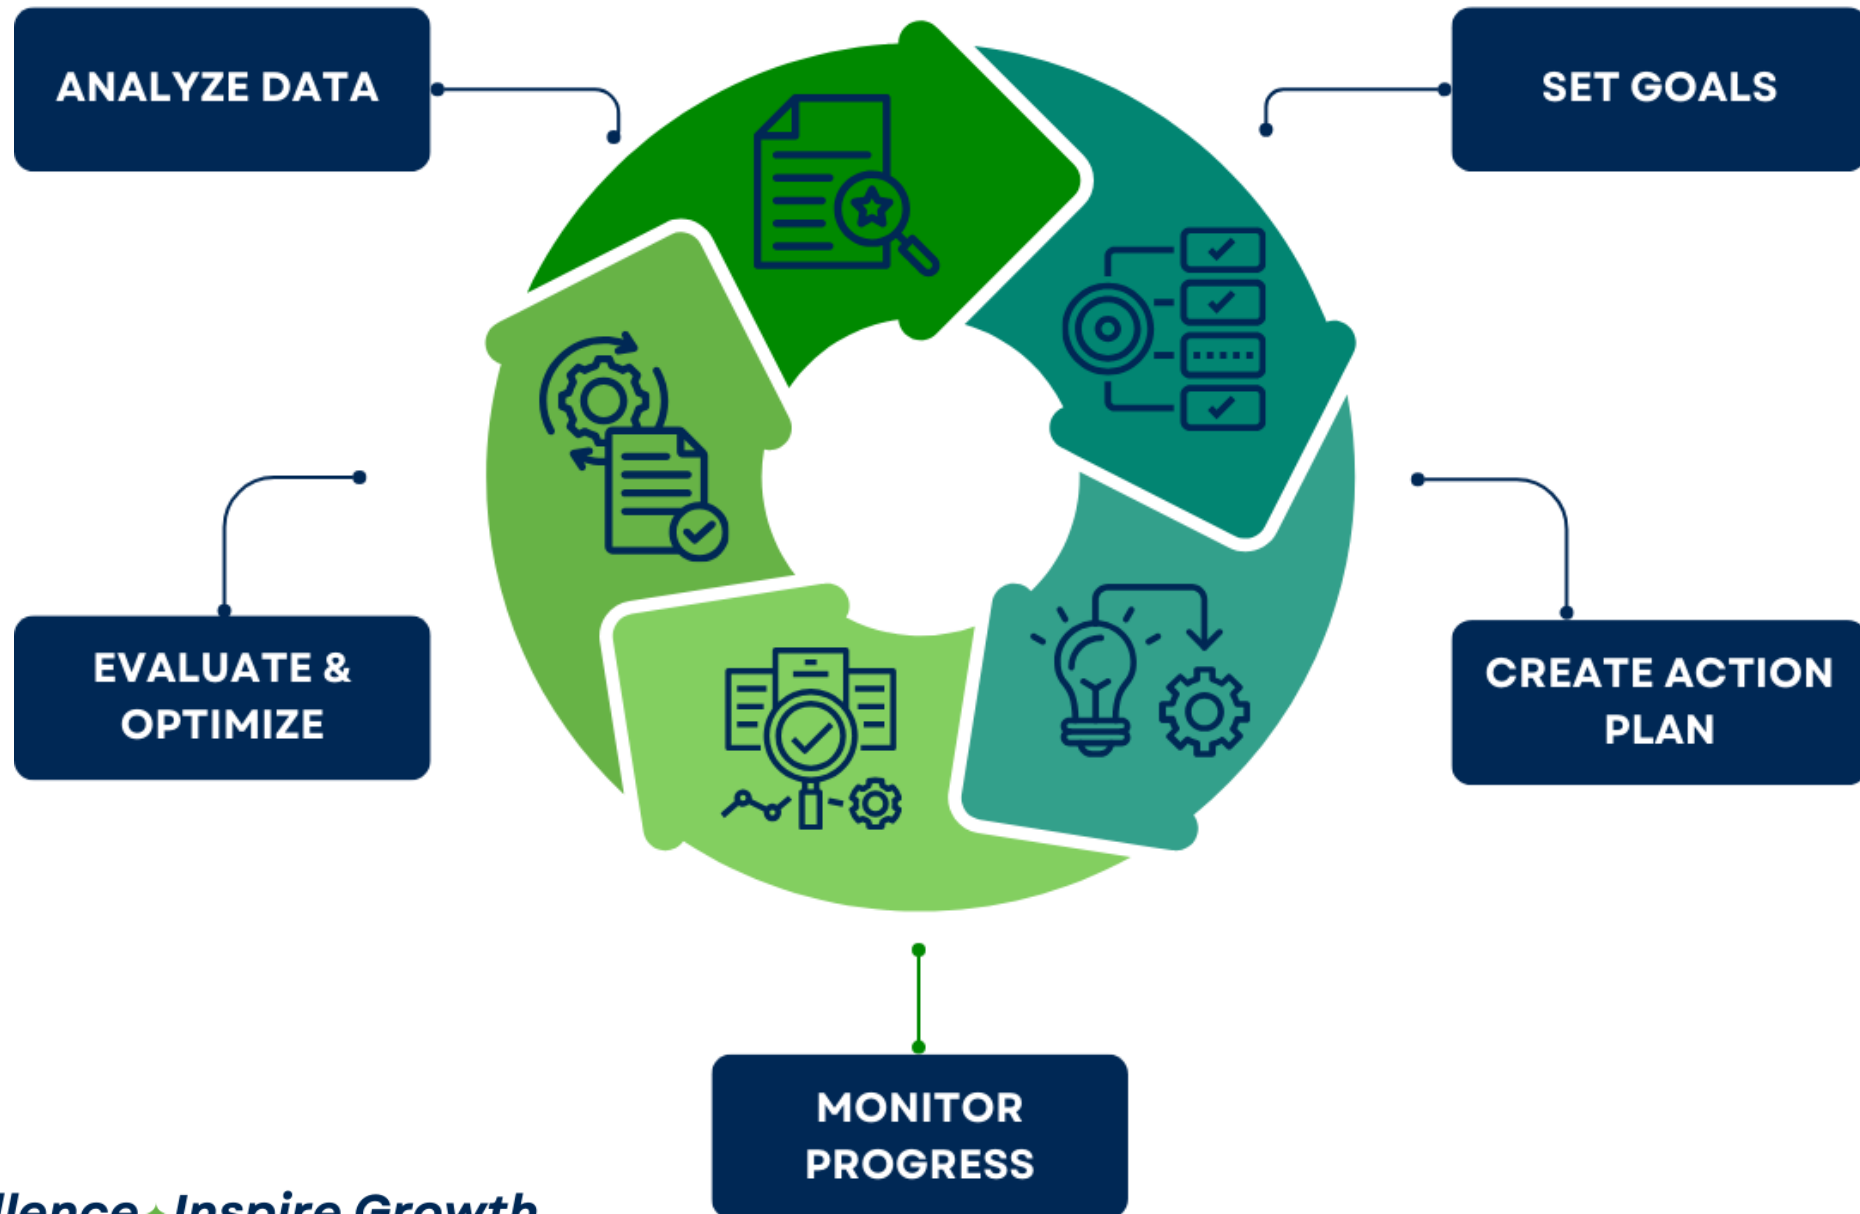 ANALYZE DATA
SET GOALS
EVALUATE &
OPTIMIZE
CREATE ACTION
PLAN
MONITOR
PROGRESS
Inspire Growth